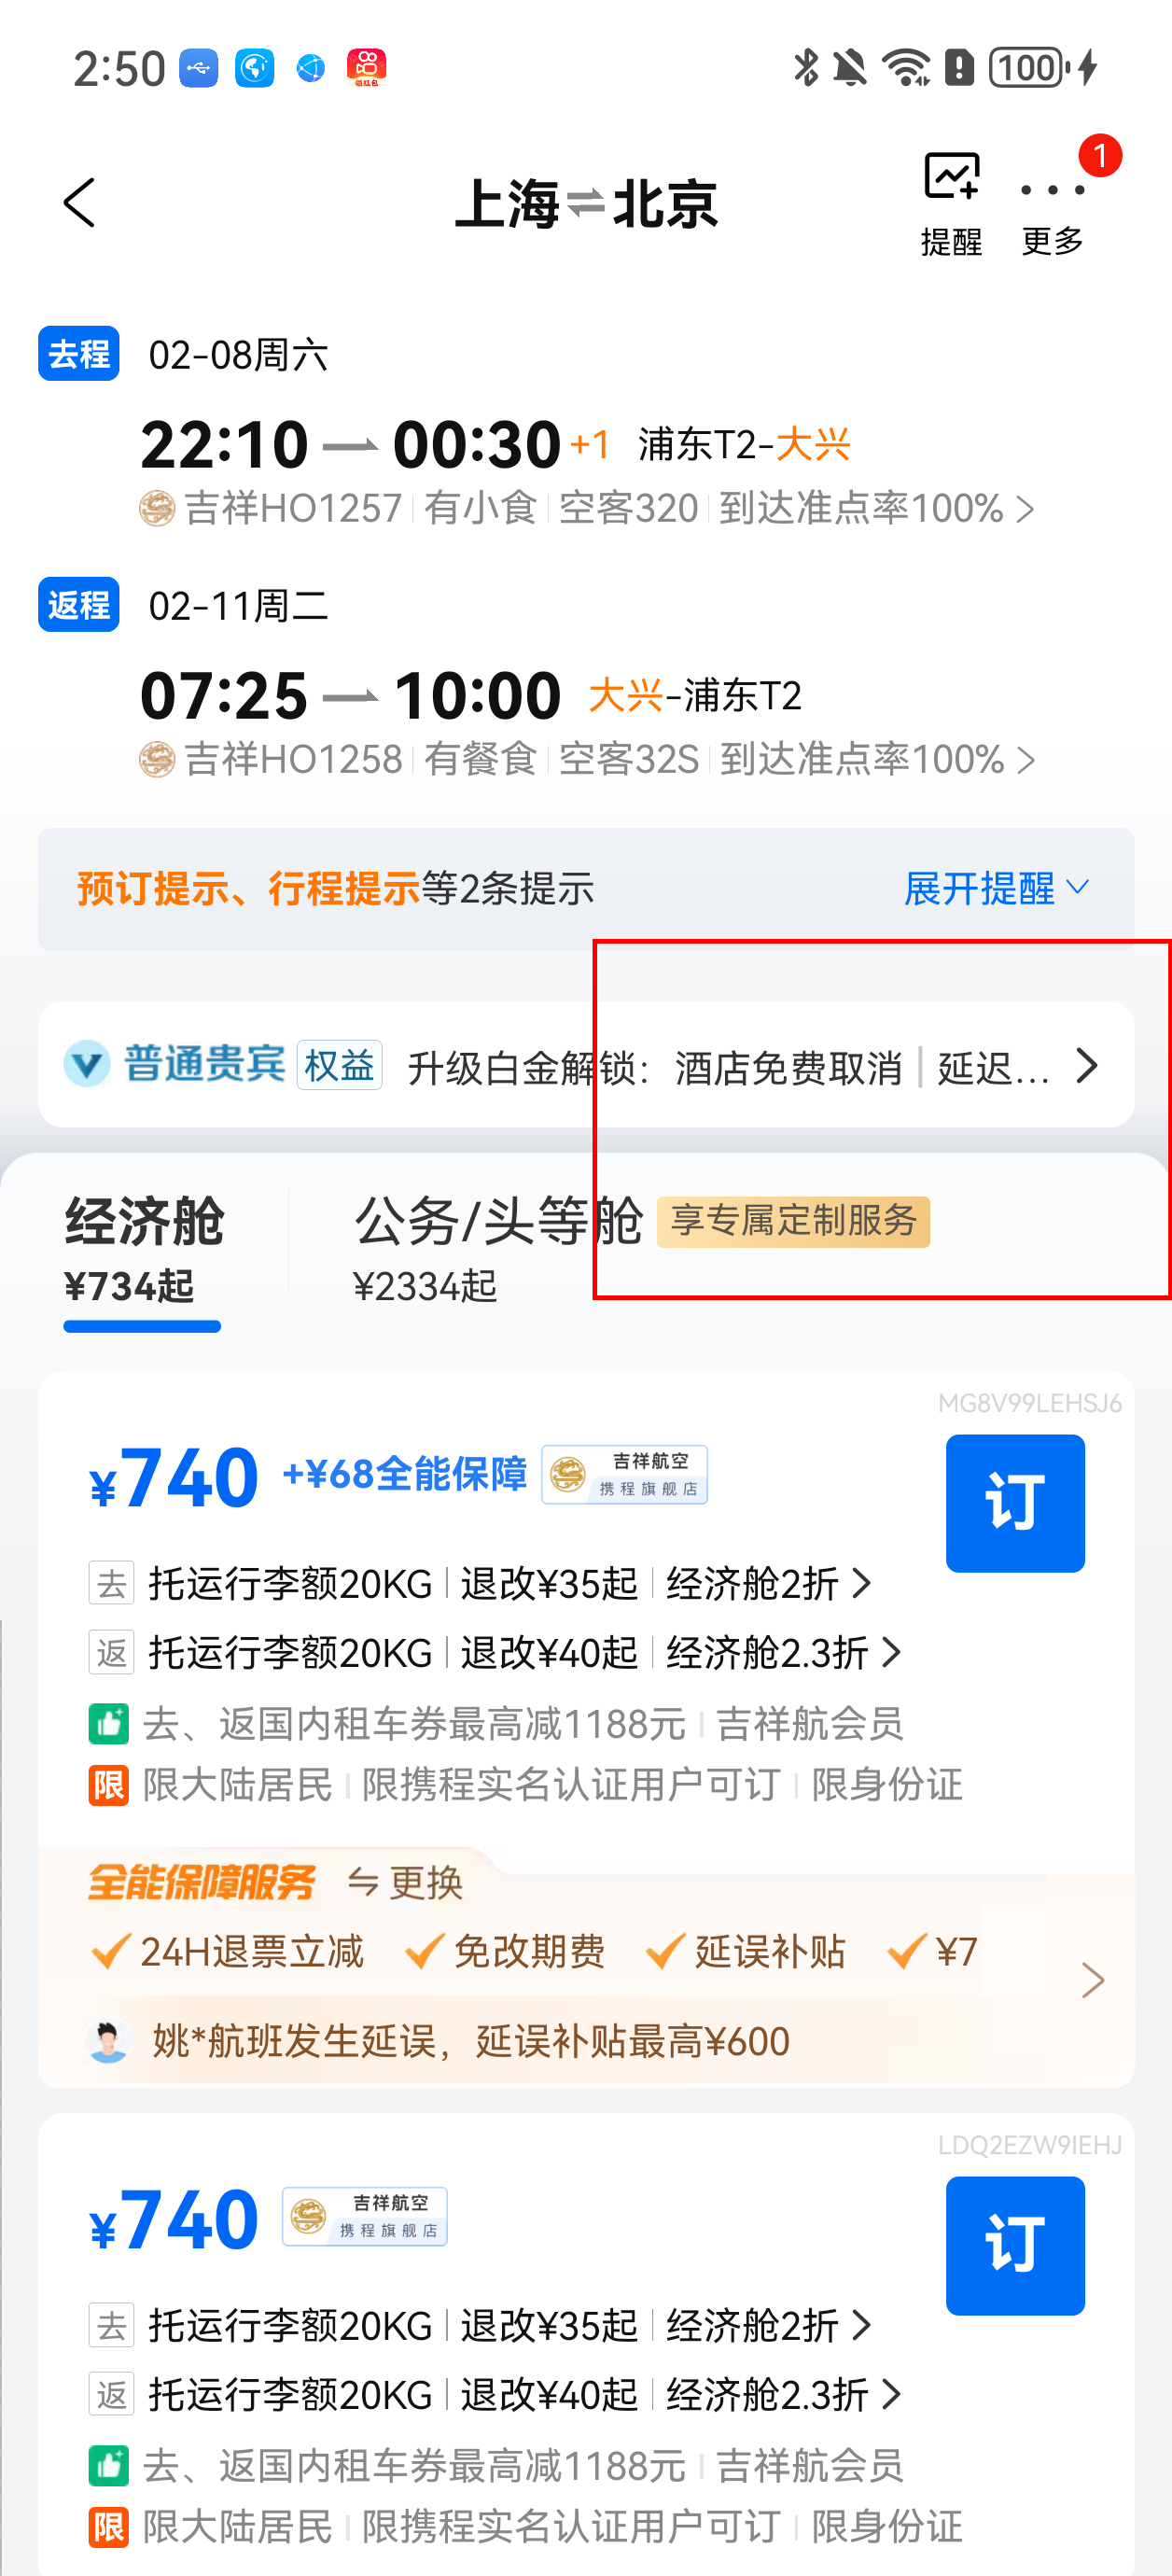 2:50
领红包
100
上海⇌北京
提醒
更多
1
去程 02-08周六
22:10 00:30 +1 浦东T2-大兴
吉祥HO1257 有小食 空客320 到达准点率100%
返程 02-11周二
07:25 10:00 大兴-浦东T2
吉祥HO1258 有餐食 空客32S 到达准点率100%
预订提示、行程提示等2条提示 展开提醒
普通贵宾 权益 升级白金解锁：酒店免费取消 | 延迟...
经济舱 公务/头等舱 享专属定制服务
¥734起 ¥2334起
MG8V99LEHSJ6
¥740 +¥68全能保障 吉祥航空 携程旗舰店 订
去 托运行李额20KG 退改¥35起 经济舱2折
返 托运行李额20KG 退改¥40起 经济舱2.3折
去、返国内租车券最高减1188元 吉祥航会员
限 限大陆居民 限携程实名认证用户可订 限身份证
全能保障服务 更换
24H退票立减 免改期费 延误补贴 ¥7
姚*航班发生延误，延误补贴最高¥600
LDQ2EZW9IEHJ
¥740 吉祥航空 携程旗舰店 订
去 托运行李额20KG 退改¥35起 经济舱2折
返 托运行李额20KG 退改¥40起 经济舱2.3折
去、返国内租车券最高减1188元 吉祥航会员
限 限大陆居民 限携程实名认证用户可订 限身份证